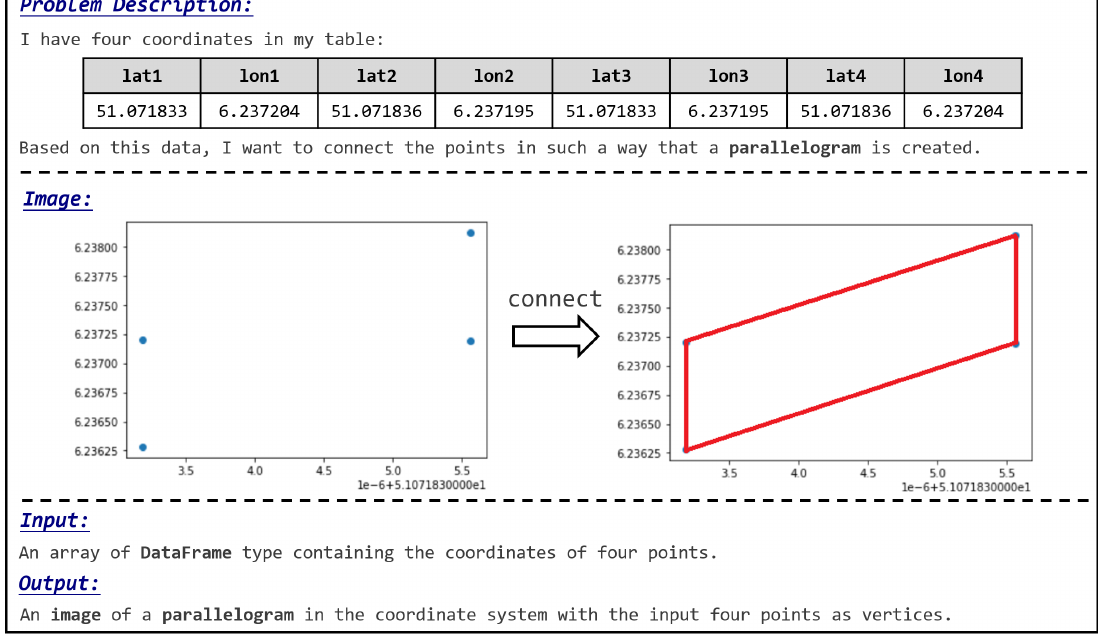 Problem Description:
I have four coordinates in my table:
lat1 lon1 lat2 lon2 lat3 lon3 lat4 lon4
51.071833 6.237204 51.071836 6.237195 51.071833 6.237195 51.071836 6.237204
Based on this data, I want to connect the points in such a way that a parallelogram is created.
Image:
6.23800
6.23775
6.23750
6.23725
6.23700
6.23675
6.23650
6.23625
3.5 4.0 4.5 5.0 5.5
1e-6+5.1071830000e1
connect
6.23800
6.23775
6.23750
6.23725
6.23700
6.23675
6.23650
6.23625
3.5 4.0 4.5 5.0 5.5
1e-6+5.1071830000e1
Input:
An array of DataFrame type containing the coordinates of four points.
Output:
An image of a parallelogram in the coordinate system with the input four points as vertices.